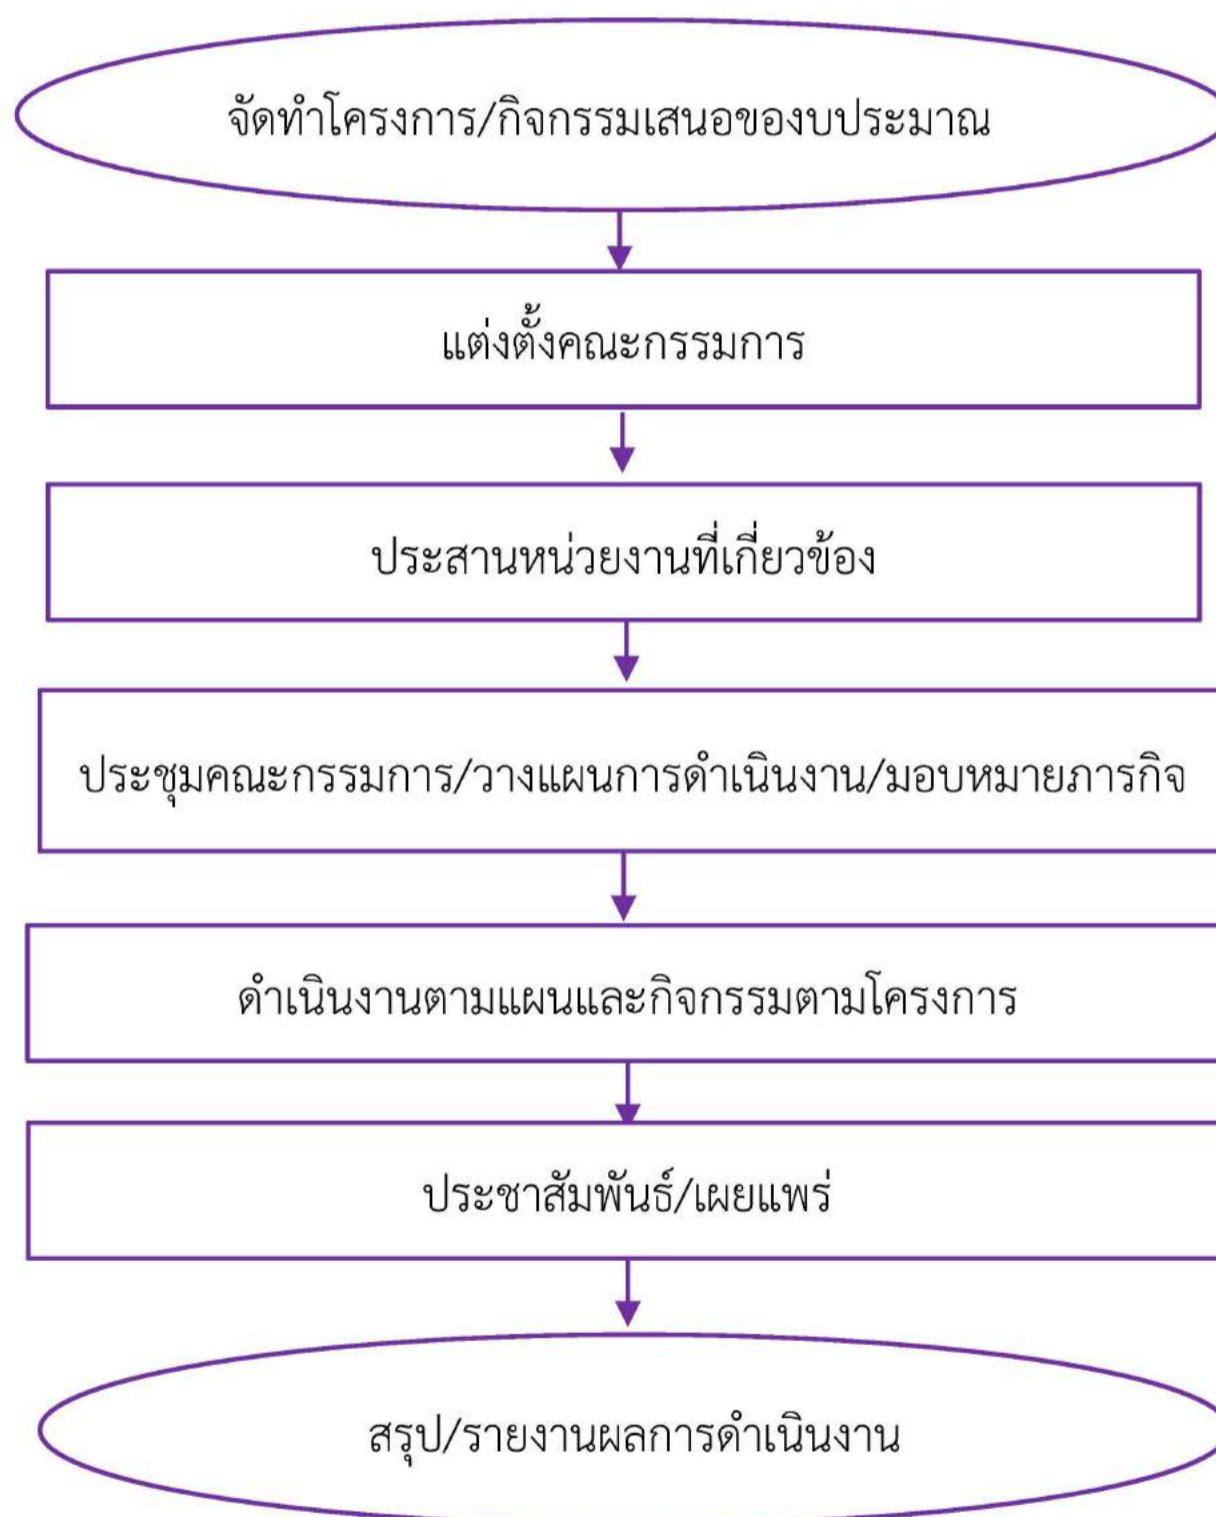 จัดทำโครงการ/กิจกรรมเสนอของบประมาณ
แต่งตั้งคณะกรรมการ
ประสานหน่วยงานที่เกี่ยวข้อง
ประชุมคณะกรรมการ/วางแผนการดำเนินงาน/มอบหมายภารกิจ
ดำเนินงานตามแผนและกิจกรรมตามโครงการ
ประชาสัมพันธ์/เผยแพร่
สรุป/รายงานผลการดำเนินงาน